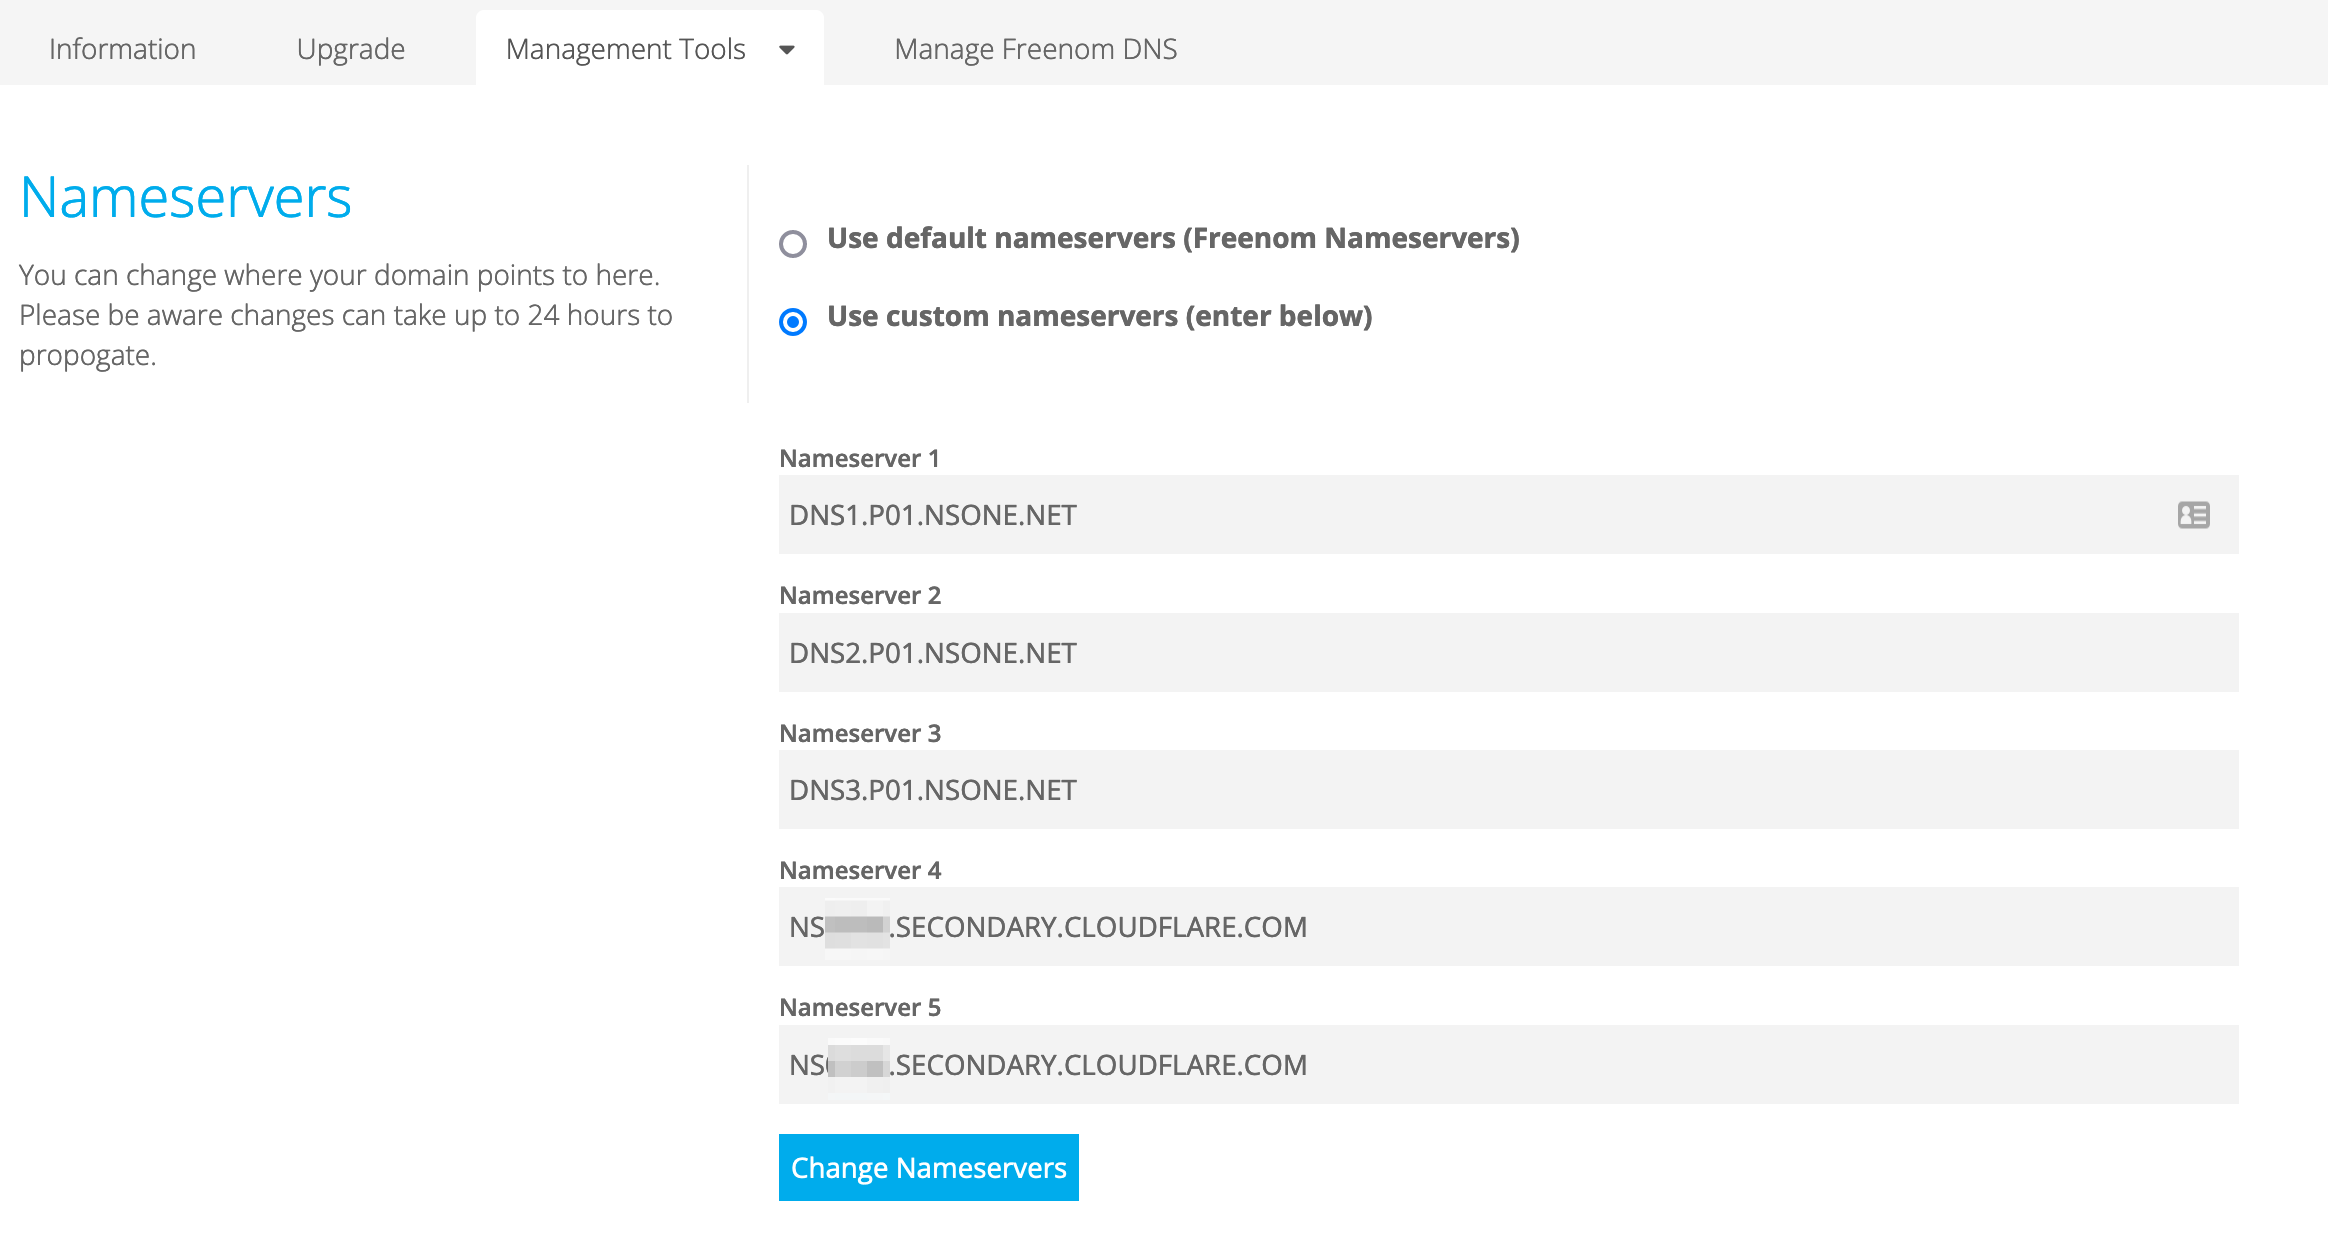 Information Upgrade Management Tools Manage Freenom DNS
Nameservers
You can change where your domain points to here.
Please be aware changes can take up to 24 hours to
propogate.
Use default nameservers (Freenom Nameservers)
Use custom nameservers (enter below)
Nameserver 1
DNS1.P01.NSONE.NET
Nameserver 2
DNS2.P01.NSONE.NET
Nameserver 3
DNS3.P01.NSONE.NET
Nameserver 4
NS .SECONDARY.CLOUDFLARE.COM
Nameserver 5
NS .SECONDARY.CLOUDFLARE.COM
Change Nameservers